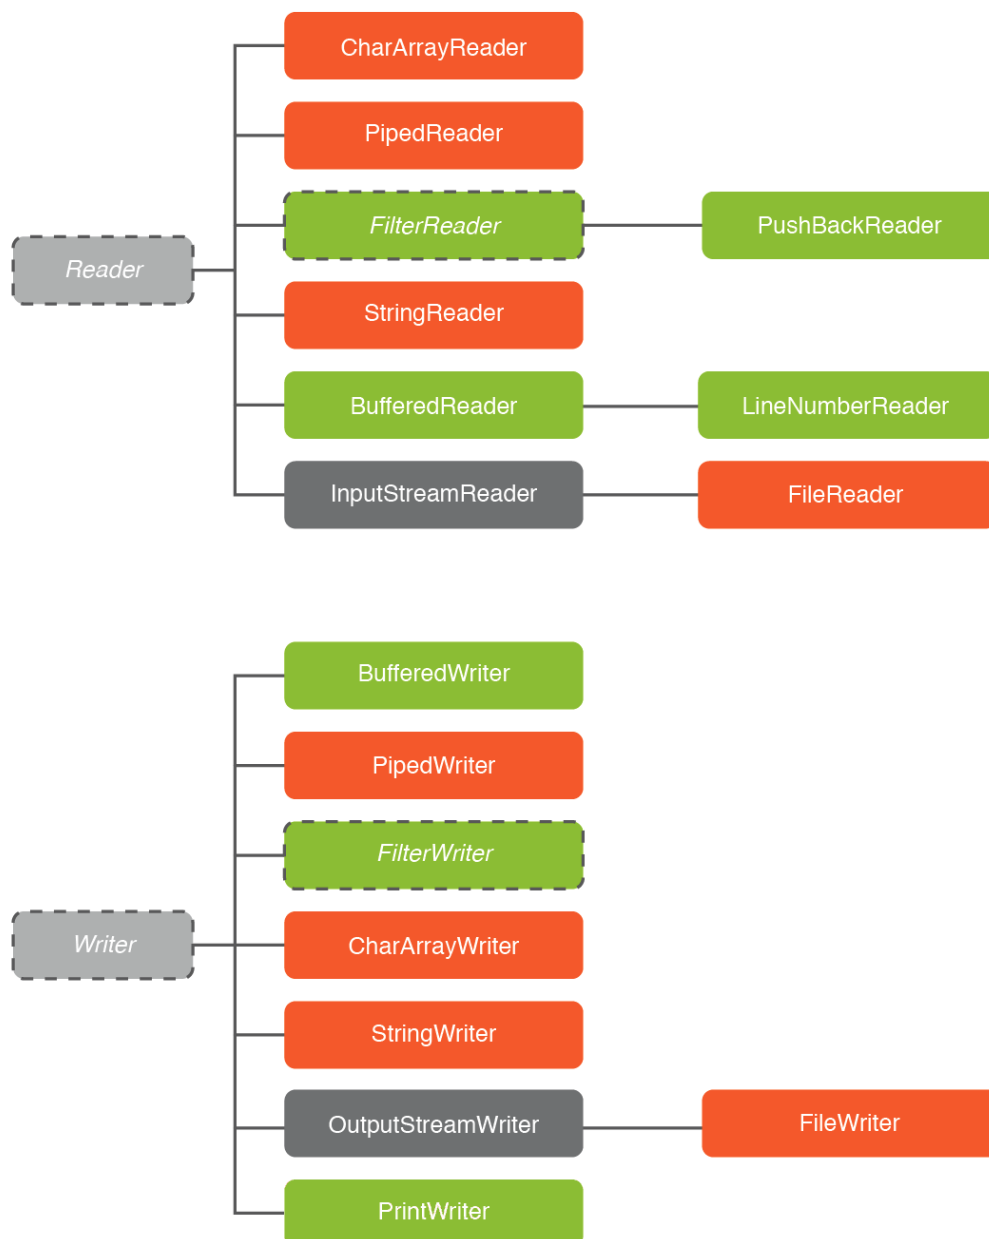 CharArrayReader
PipedReader
FilterReader
PushBackReader
Reader
StringReader
BufferedReader
LineNumberReader
InputStreamReader
FileReader
BufferedWriter
PipedWriter
FilterWriter
Writer
CharArrayWriter
StringWriter
OutputStreamWriter
FileWriter
PrintWriter